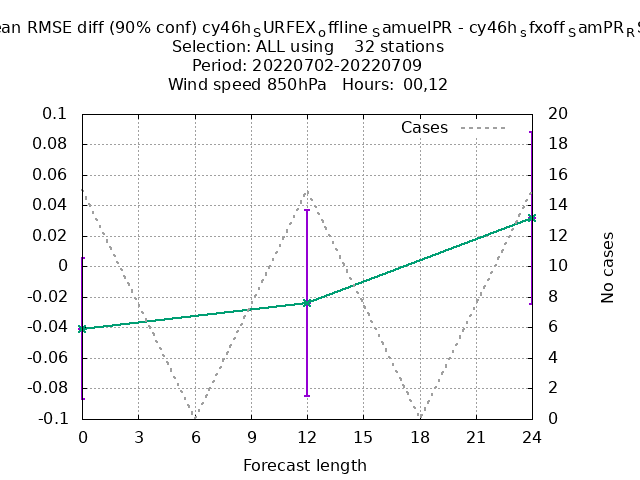 RMSE diff (90% conf) cy46hSURFEXoffline SamuelPR - cy46hsfxoffSamPRR
Selection: ALL using    32 stations
Period: 20220702-20220709
Wind speed 850hPa   Hours:  00,12
Cases
0.1
0.08
0.06
0.04
0.02
0
-0.02
-0.04
-0.06
-0.08
-0.1
20
18
16
14
12
10
8
6
4
2
0
No cases
0 3 6 9 12 15 18 21 24
Forecast length